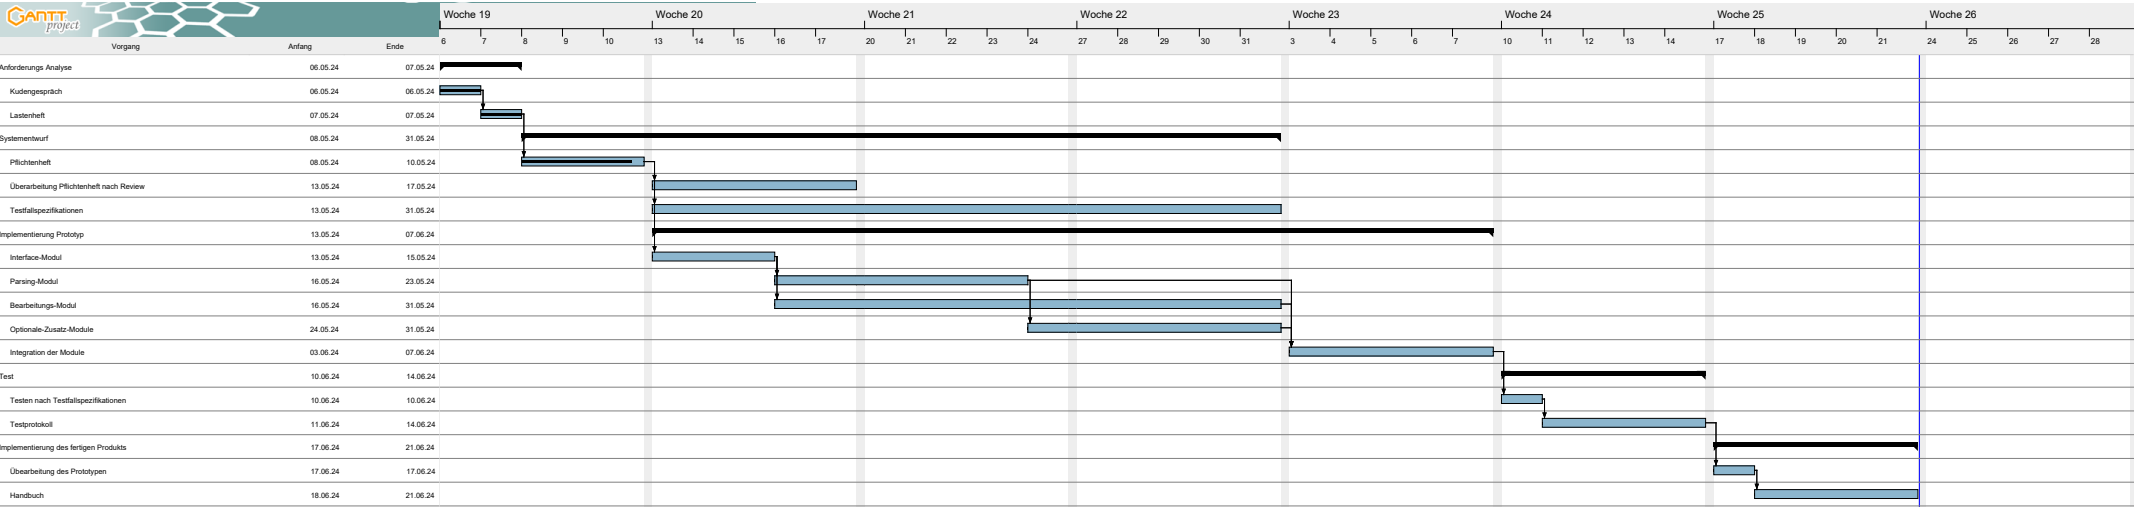 GANTT
project
Woche 19 Woche 20 Woche 21 Woche 22 Woche 23 Woche 24 Woche 25 Woche 26
Vorgang Anfang Ende 6 7 8 9 10 13 14 15 16 17 20 21 22 23 24 27 28 29 30 31 3 4 5 6 7 10 11 12 13 14 17 18 19 20 21 24 25 26 27 28
Anforderungs Analyse 06.05.24 07.05.24
Kudengespräch 06.05.24 06.05.24
Lastenheft 07.05.24 07.05.24
Systementwurf 08.05.24 31.05.24
Pflichtenheft 08.05.24 10.05.24
Überarbeitung Pflichtenheft nach Review 13.05.24 17.05.24
Testfallspezifikationen 13.05.24 31.05.24
Implementierung Prototyp 13.05.24 07.06.24
Interface-Modul 13.05.24 15.05.24
Parsing-Modul 16.05.24 23.05.24
Bearbeitungs-Modul 16.05.24 31.05.24
Optionale-Zusatz-Module 24.05.24 31.05.24
Integration der Module 03.06.24 07.06.24
Test 10.06.24 14.06.24
Testen nach Testfallspezifikationen 10.06.24 10.06.24
Testprotokoll 11.06.24 14.06.24
Implementierung des fertigen Produkts 17.06.24 21.06.24
Übearbeitung des Prototypen 17.06.24 17.06.24
Handbuch 18.06.24 21.06.24